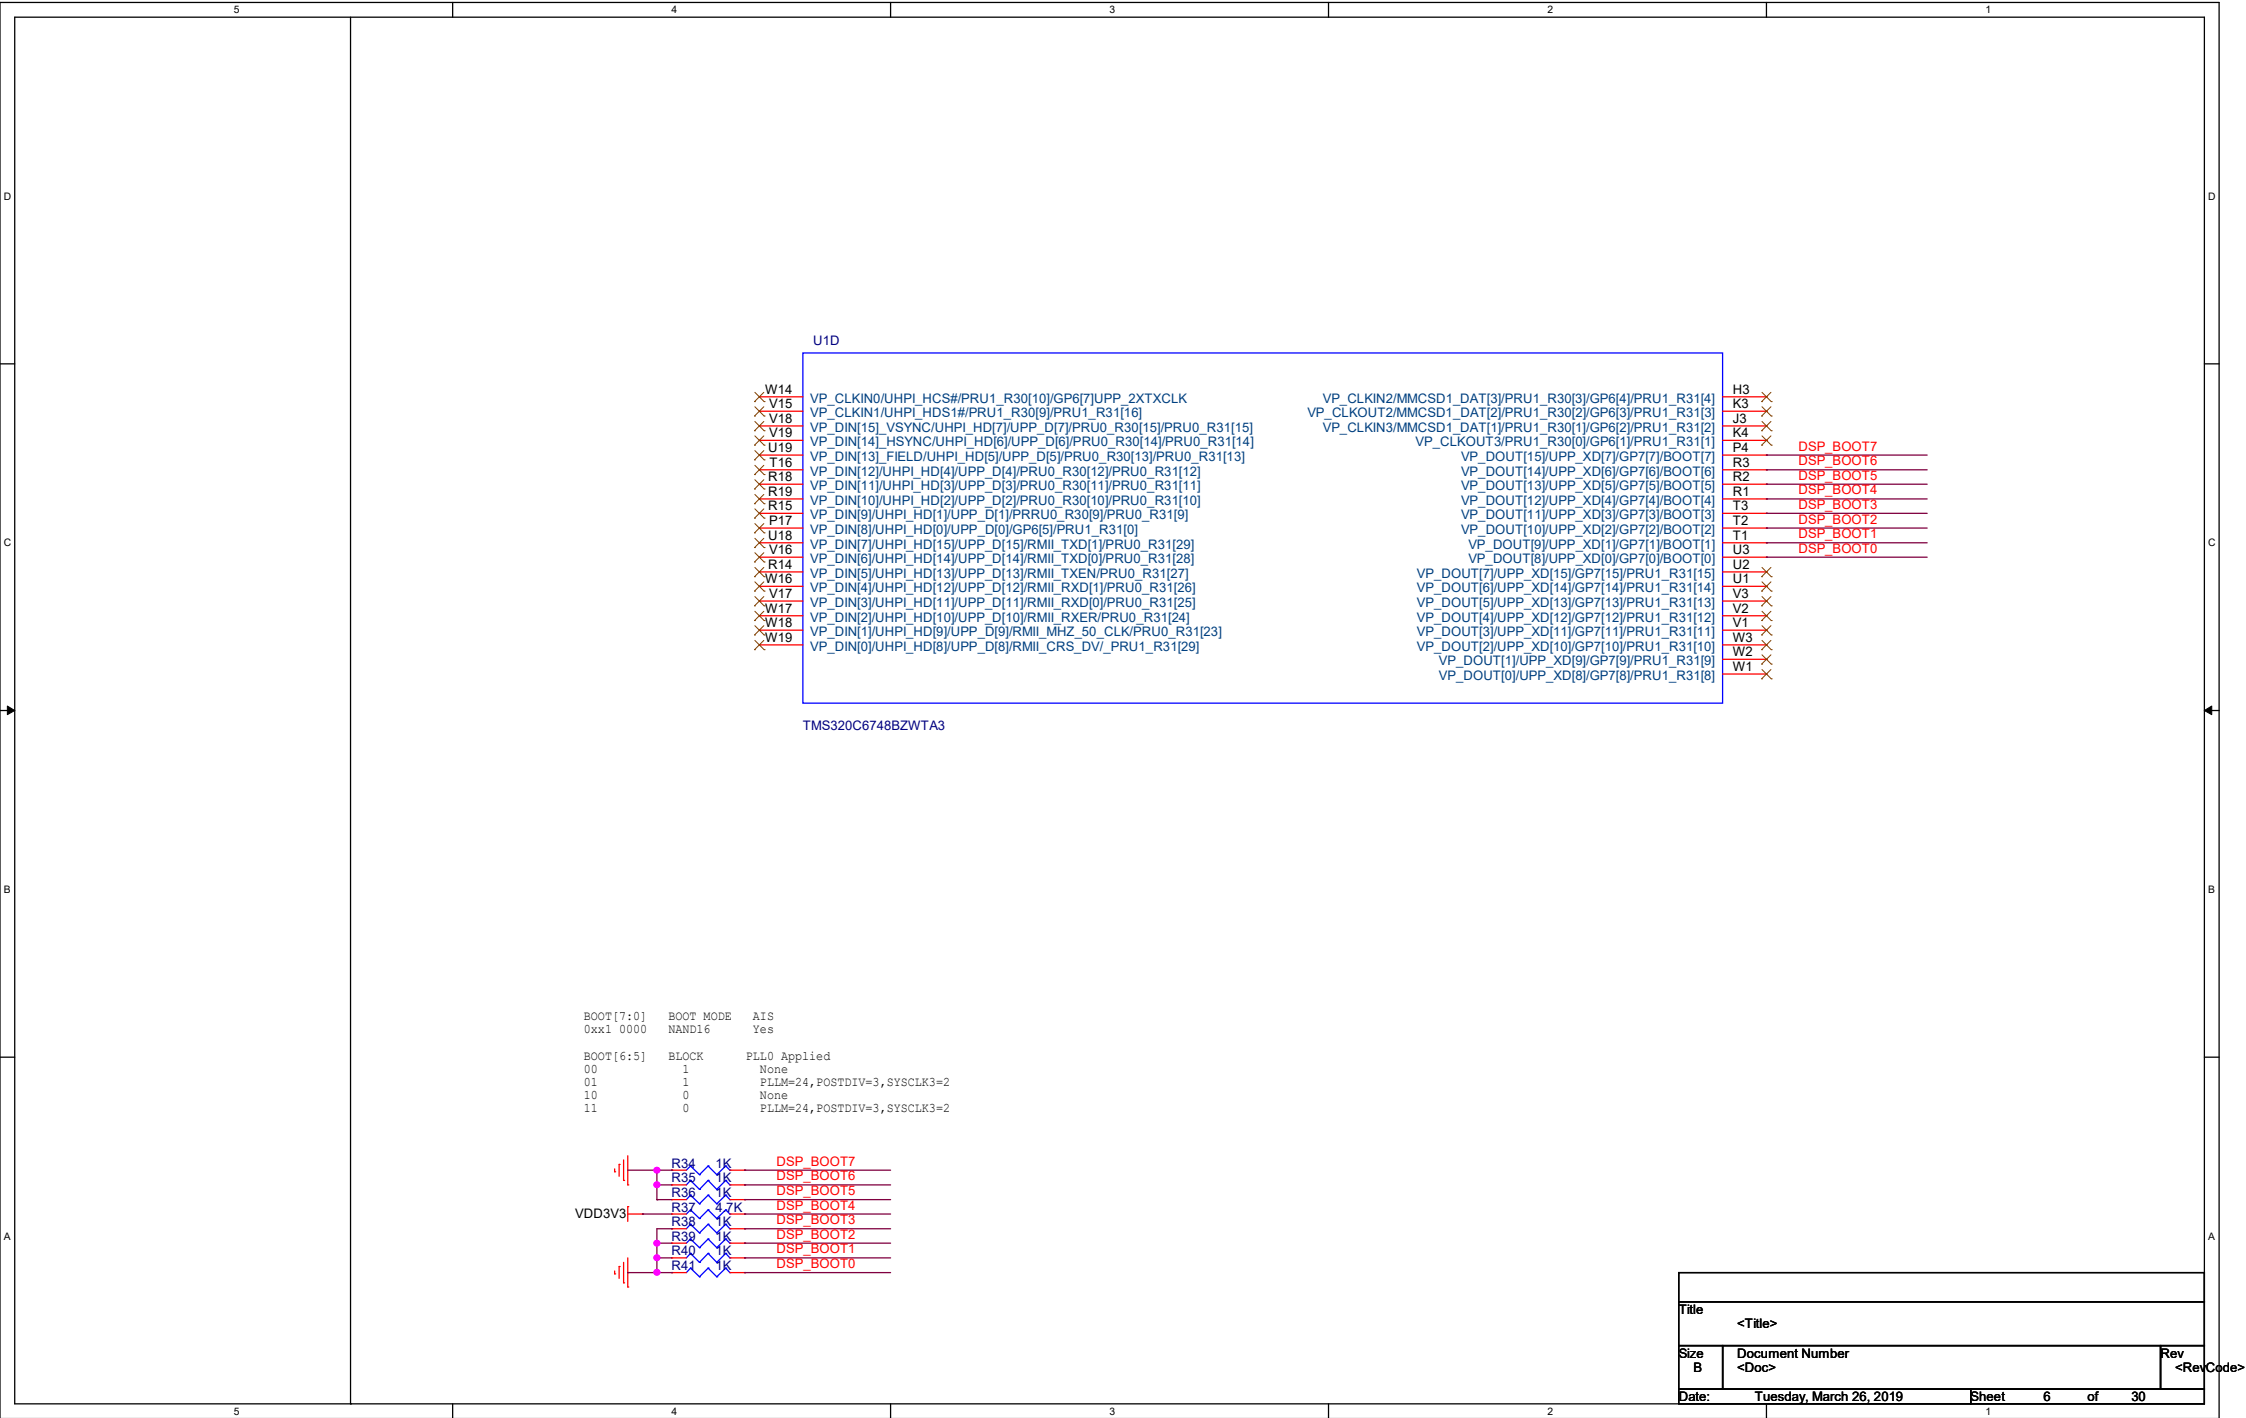 5 4 3 2 1
D D
C C
B B
A A
U1D
W14 VP_CLKIN0/UHPI_HCS#/PRU1_R30[10]/GP6[7]UPP_2XTXCLK
V15 VP_CLKIN1/UHPI_HDS1#/PRU1_R30[9]/PRU1_R31[16]
V18 VP_DIN[15]_VSYNC/UHPI_HD[7]/UPP_D[7]/PRU0_R30[15]/PRU0_R31[15]
V19 VP_DIN[14]_HSYNC/UHPI_HD[6]/UPP_D[6]/PRU0_R30[14]/PRU0_R31[14]
U19 VP_DIN[13]_FIELD/UHPI_HD[5]/UPP_D[5]/PRU0_R30[13]/PRU0_R31[13]
T16 VP_DIN[12]/UHPI_HD[4]/UPP_D[4]/PRU0_R30[12]/PRU0_R31[12]
R18 VP_DIN[11]/UHPI_HD[3]/UPP_D[3]/PRU0_R30[11]/PRU0_R31[11]
R19 VP_DIN[10]/UHPI_HD[2]/UPP_D[2]/PRU0_R30[10]/PRU0_R31[10]
R15 VP_DIN[9]/UHPI_HD[1]/UPP_D[1]/PRRU0_R30[9]/PRU0_R31[9]
P17 VP_DIN[8]/UHPI_HD[0]/UPP_D[0]/GP6[5]/PRU1_R31[0]
U18 VP_DIN[7]/UHPI_HD[15]/UPP_D[15]/RMII_TXD[1]/PRU0_R31[29]
V16 VP_DIN[6]/UHPI_HD[14]/UPP_D[14]/RMII_TXD[0]/PRU0_R31[28]
R14 VP_DIN[5]/UHPI_HD[13]/UPP_D[13]/RMII_TXEN/PRU0_R31[27]
W16 VP_DIN[4]/UHPI_HD[12]/UPP_D[12]/RMII_RXD[1]/PRU0_R31[26]
V17 VP_DIN[3]/UHPI_HD[11]/UPP_D[11]/RMII_RXD[0]/PRU0_R31[25]
W17 VP_DIN[2]/UHPI_HD[10]/UPP_D[10]/RMII_RXER/PRU0_R31[24]
W18 VP_DIN[1]/UHPI_HD[9]/UPP_D[9]/RMII_MHZ_50_CLK/PRU0_R31[23]
W19 VP_DIN[0]/UHPI_HD[8]/UPP_D[8]/RMII_CRS_DV/_PRU1_R31[29]
VP_CLKIN2/MMCSD1_DAT[3]/PRU1_R30[3]/GP6[4]/PRU1_R31[4] H3
VP_CLKOUT2/MMCSD1_DAT[2]/PRU1_R30[2]/GP6[3]/PRU1_R31[3] K3
VP_CLKIN3/MMCSD1_DAT[1]/PRU1_R30[1]/GP6[2]/PRU1_R31[2] J3
VP_CLKOUT3/PRU1_R30[0]/GP6[1]/PRU1_R31[1] K4
VP_DOUT[15]/UPP_XD[7]/GP7[7]/BOOT[7] P4 DSP_BOOT7
VP_DOUT[14]/UPP_XD[6]/GP7[6]/BOOT[6] R3 DSP_BOOT6
VP_DOUT[13]/UPP_XD[5]/GP7[5]/BOOT[5] R2 DSP_BOOT5
VP_DOUT[12]/UPP_XD[4]/GP7[4]/BOOT[4] R1 DSP_BOOT4
VP_DOUT[11]/UPP_XD[3]/GP7[3]/BOOT[3] T3 DSP_BOOT3
VP_DOUT[10]/UPP_XD[2]/GP7[2]/BOOT[2] T2 DSP_BOOT2
VP_DOUT[9]/UPP_XD[1]/GP7[1]/BOOT[1] T1 DSP_BOOT1
VP_DOUT[8]/UPP_XD[0]/GP7[0]/BOOT[0] U3 DSP_BOOT0
VP_DOUT[7]/UPP_XD[15]/GP7[15]/PRU1_R31[15] U2
VP_DOUT[6]/UPP_XD[14]/GP7[14]/PRU1_R31[14] U1
VP_DOUT[5]/UPP_XD[13]/GP7[13]/PRU1_R31[13] V3
VP_DOUT[4]/UPP_XD[12]/GP7[12]/PRU1_R31[12] V2
VP_DOUT[3]/UPP_XD[11]/GP7[11]/PRU1_R31[11] V1
VP_DOUT[2]/UPP_XD[10]/GP7[10]/PRU1_R31[10] W3
VP_DOUT[1]/UPP_XD[9]/GP7[9]/PRU1_R31[9] W2
VP_DOUT[0]/UPP_XD[8]/GP7[8]/PRU1_R31[8] W1
TMS320C6748BZWTA3
BOOT[7:0] BOOT MODE AIS
0xx1 0000 NAND16 Yes
BOOT[6:5] BLOCK PLL0 Applied
00 1 None
01 1 PLLM=24,POSTDIV=3,SYSCLK3=2
10 0 None
11 0 PLLM=24,POSTDIV=3,SYSCLK3=2
R34 1K DSP_BOOT7
R35 1K DSP_BOOT6
R36 1K DSP_BOOT5
VDD3V3 R37 4.7K DSP_BOOT4
R38 1K DSP_BOOT3
R39 1K DSP_BOOT2
R40 1K DSP_BOOT1
R41 1K DSP_BOOT0
Title
<Title>
Size Document Number Rev
B <Doc> <RevCode>
Date: Tuesday, March 26, 2019 Sheet 6 of 30
5 4 3 2 1